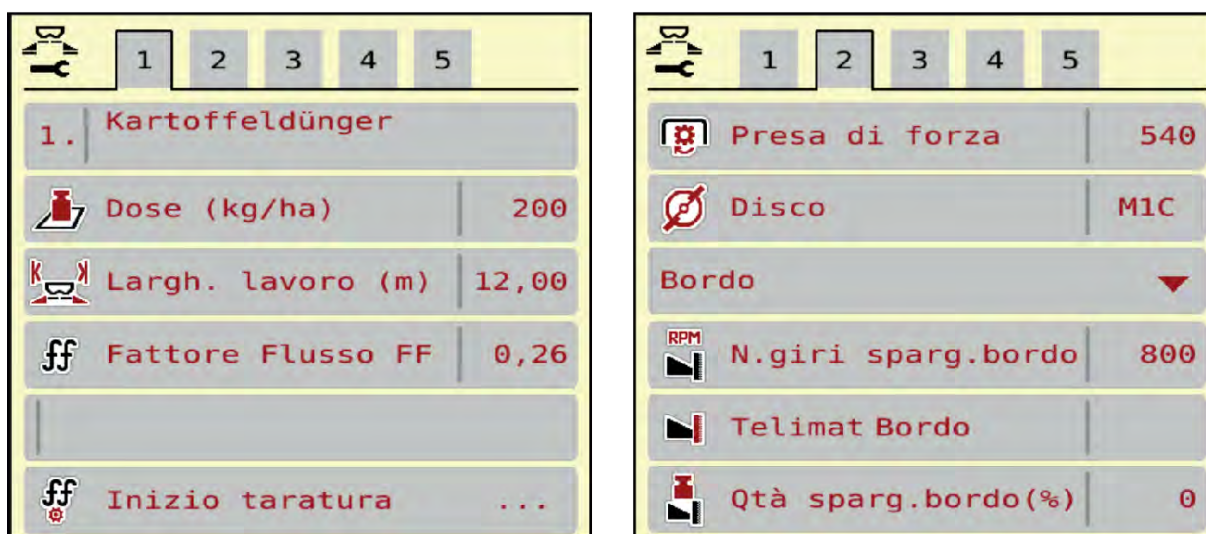 1 2 3 4 5
1. Kartoffeldünger
Dose (kg/ha) 200
Largh. lavoro (m) 12,00
ff Fattore Flusso FF 0,26
ff Inizio taratura ...
1 2 3 4 5
Presa di forza 540
Disco M1C
Bordo
RPM
N.giri sparg.bordo 800
Telimat Bordo
Qtà sparg.bordo(%) 0